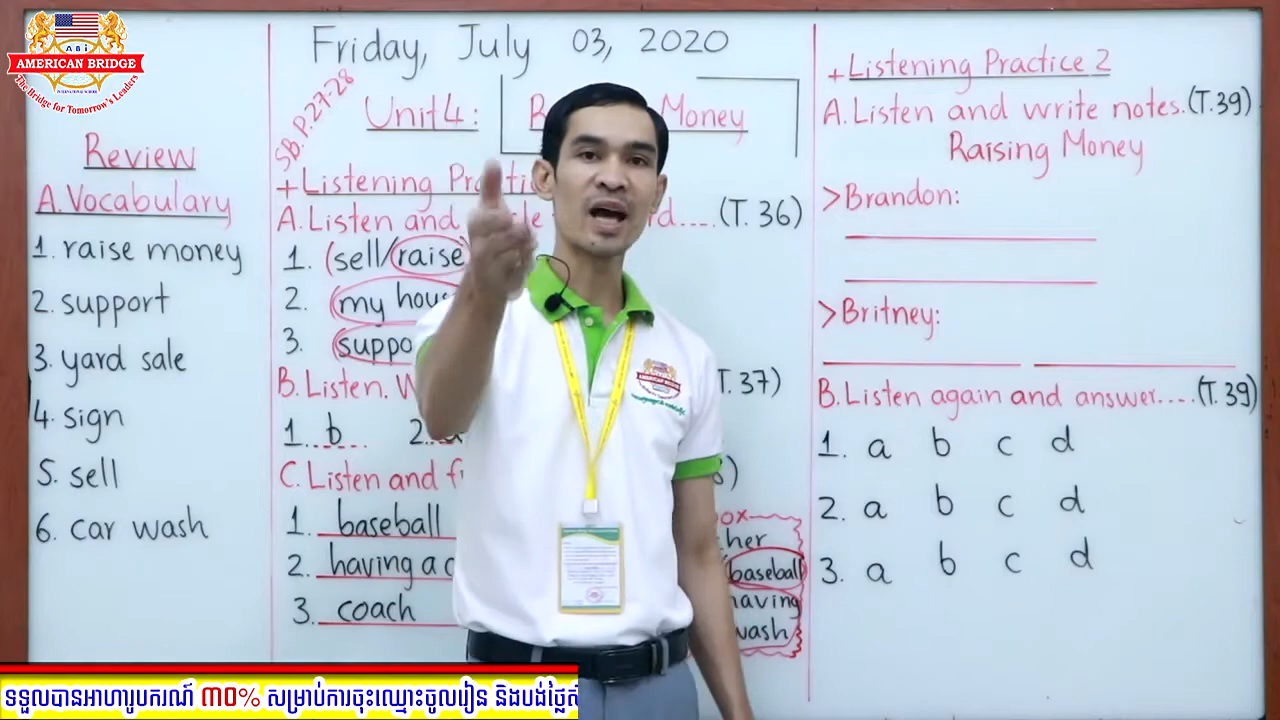 AMERICAN BRIDGE
The Bridge for Tomorrow's Leaders
Friday, July 03, 2020
SB. P. 27-28
Unit 4: Money
Review
A. Vocabulary
1. raise money
2. support
3. yard sale
4. sign
5. sell
6. car wash
+ Listening
A. Listen and (T. 36)
1. (sell/raise)
2. my
3.
B. Listen. T. 37)
1. b 2.
C. Listen and
1. baseball
2. having a
3. coach
baseball
having
wash
+ Listening Practice 2
A. Listen and write notes. (T. 39)
Raising Money
>Brandon:
>Britney:
B. Listen again and answer.... (T. 39)
1. a b c d
2. a b c d
3. a b c d
AMERICAN BRIDGE
ទទួលបានអាហារូបករណ៍ ៣០% សម្រាប់ការចុះឈ្មោះចូលរៀន និងបង់ថ្លៃ